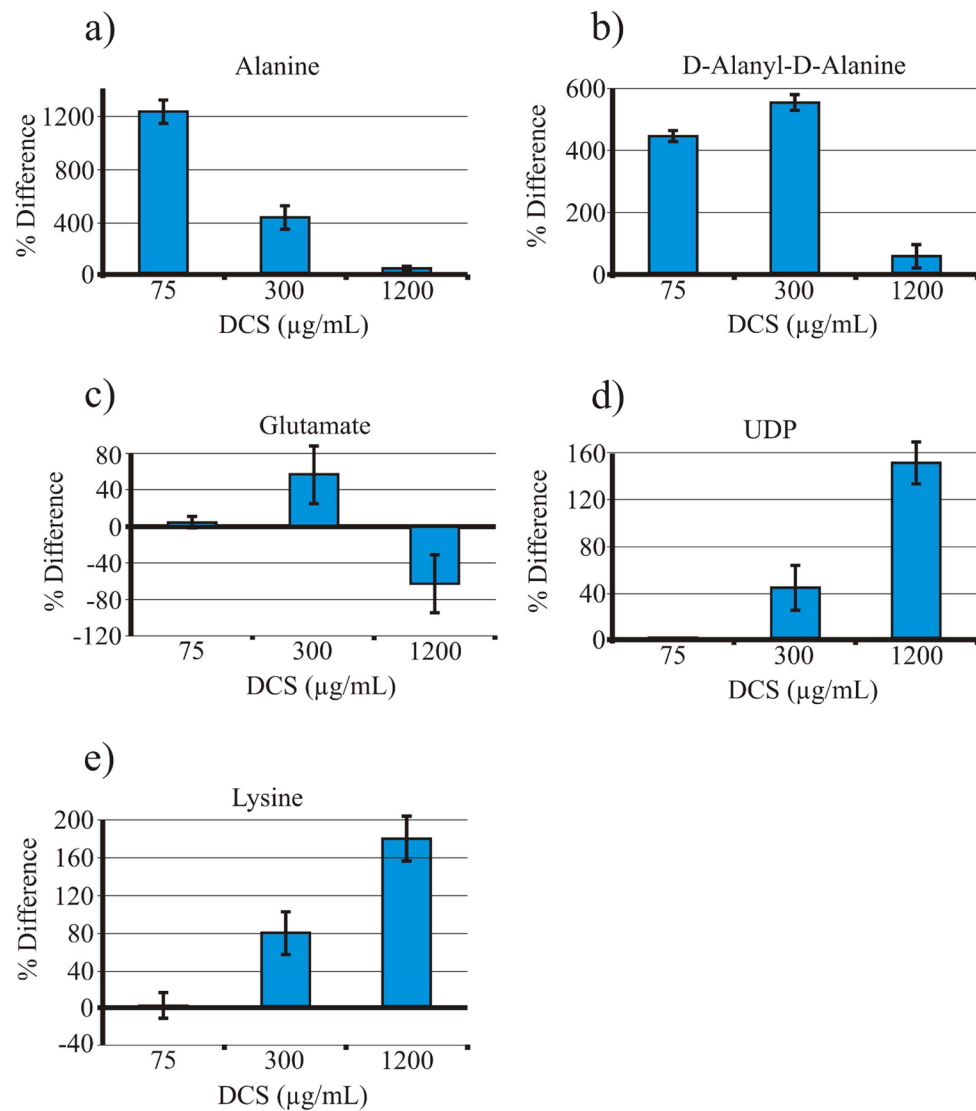 a)
Alanine
% Difference
1200
800
400
0
75 300 1200
DCS (µg/mL)
b)
D-Alanyl-D-Alanine
% Difference
600
400
200
0
75 300 1200
DCS (µg/mL)
c)
Glutamate
% Difference
80
40
0
-40
-80
-120
75 300 1200
DCS (µg/mL)
d)
UDP
% Difference
160
120
80
40
0
75 300 1200
DCS (µg/mL)
e)
Lysine
% Difference
200
160
120
80
40
0
-40
75 300 1200
DCS (µg/mL)